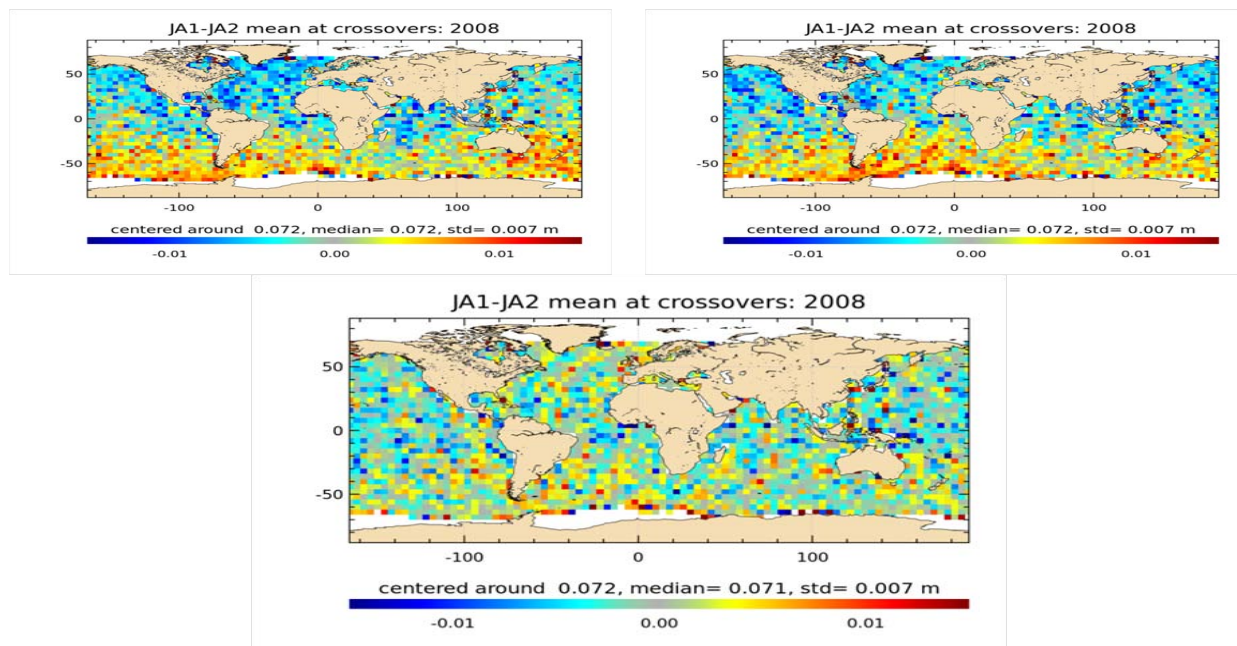 JA1-JA2 mean at crossovers: 2008
50
0
-50
-100 0 100
centered around 0.072, median= 0.072, std= 0.007 m
-0.01 0.00 0.01
JA1-JA2 mean at crossovers: 2008
50
0
-50
-100 0 100
centered around 0.072, median= 0.072, std= 0.007 m
-0.01 0.00 0.01
JA1-JA2 mean at crossovers: 2008
50
0
-50
-100 0 100
centered around 0.072, median= 0.071, std= 0.007 m
-0.01 0.00 0.01